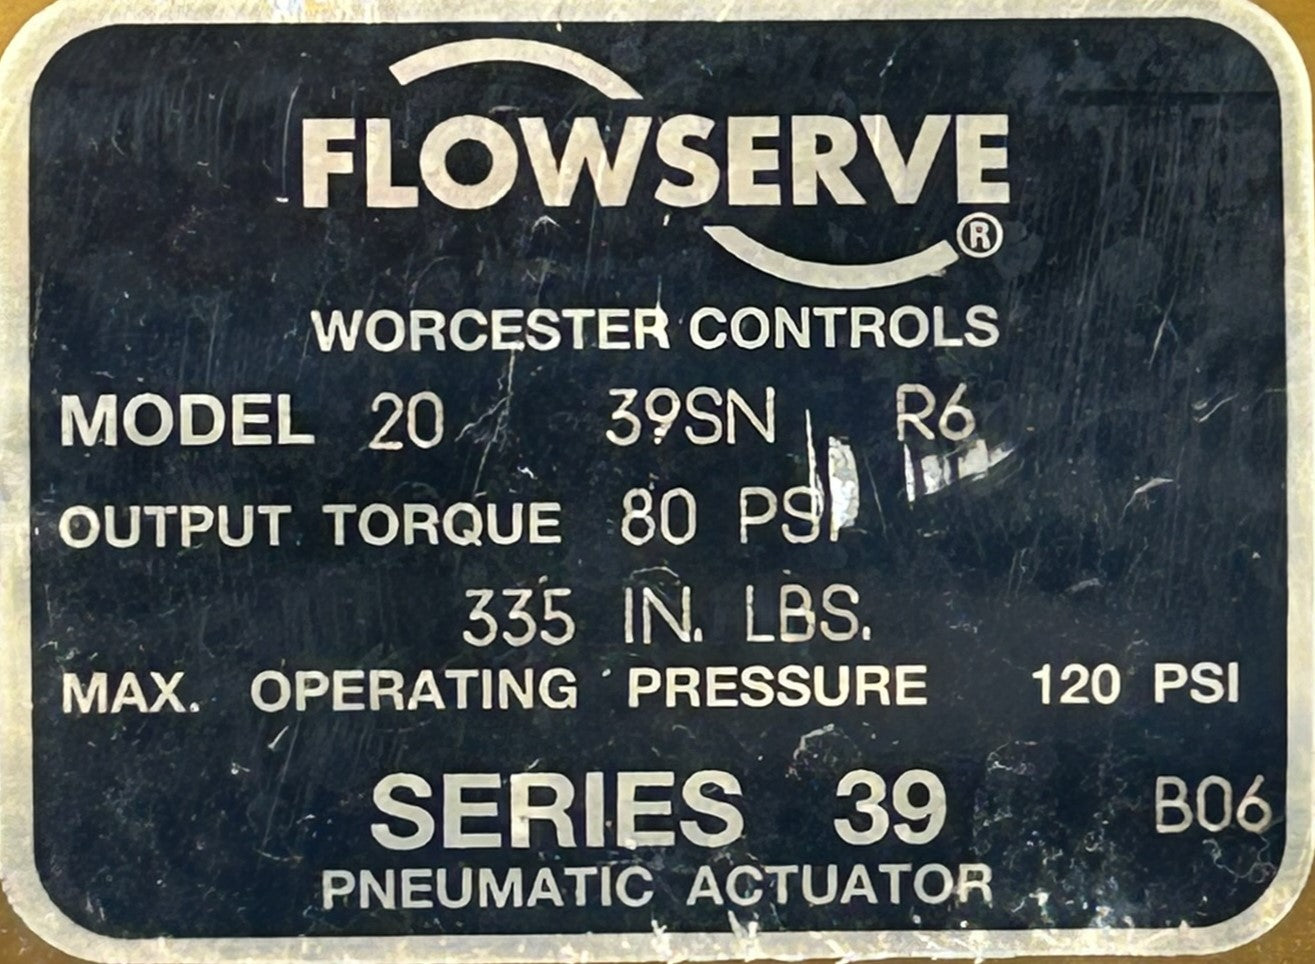 FLOWSERVE
®
WORCESTER CONTROLS
MODEL 20 39SN R6
OUTPUT TORQUE 80 PSI
335 IN. LBS.
MAX. OPERATING PRESSURE 120 PSI
SERIES 39 B06
PNEUMATIC ACTUATOR